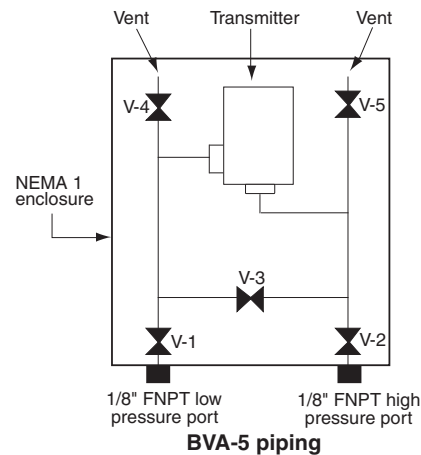 Vent
Transmitter
Vent
V-4
V-5
NEMA 1
enclosure
V-3
V-1
V-2
1/8" FNPT low
pressure port
1/8" FNPT high
pressure port
BVA-5 piping